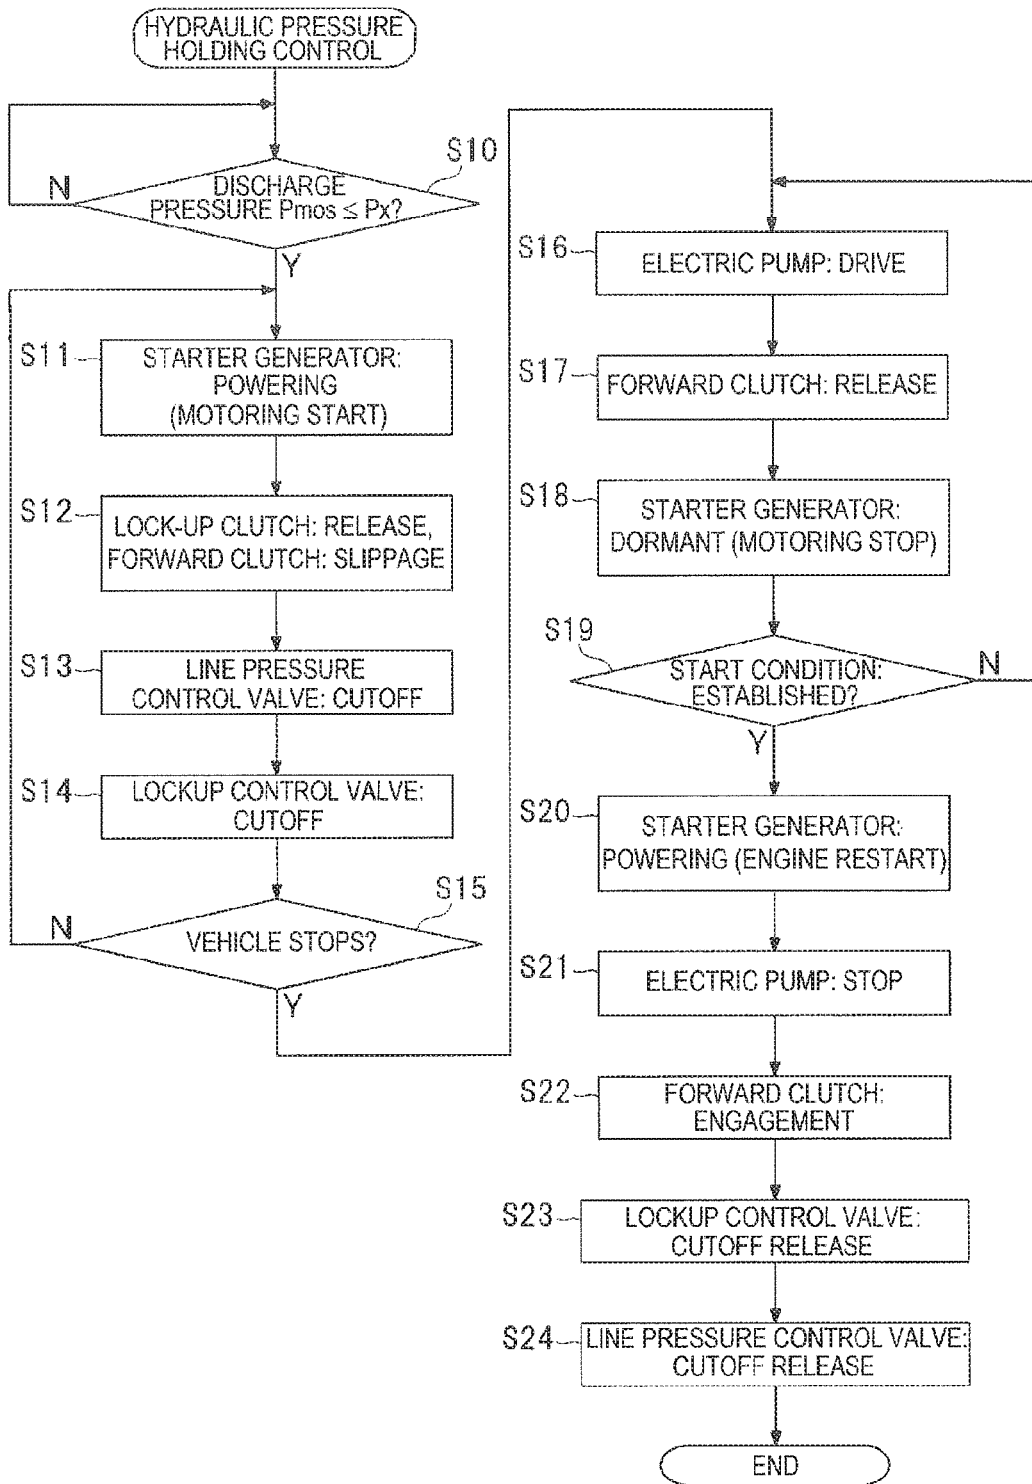 HYDRAULIC PRESSURE
HOLDING CONTROL
S10
N
DISCHARGE
PRESSURE Pmos ≤ Px?
Y
S11
STARTER GENERATOR:
POWERING
(MOTORING START)
S12
LOCK-UP CLUTCH: RELEASE,
FORWARD CLUTCH: SLIPPAGE
S13
LINE PRESSURE
CONTROL VALVE: CUTOFF
S14
LOCKUP CONTROL VALVE:
CUTOFF
S15
N
VEHICLE STOPS?
Y
S16
ELECTRIC PUMP: DRIVE
S17
FORWARD CLUTCH: RELEASE
S18
STARTER GENERATOR:
DORMANT (MOTORING STOP)
S19
START CONDITION:
ESTABLISHED?
N
Y
S20
STARTER GENERATOR:
POWERING (ENGINE RESTART)
S21
ELECTRIC PUMP: STOP
S22
FORWARD CLUTCH:
ENGAGEMENT
S23
LOCKUP CONTROL VALVE:
CUTOFF RELEASE
S24
LINE PRESSURE CONTROL VALVE:
CUTOFF RELEASE
END